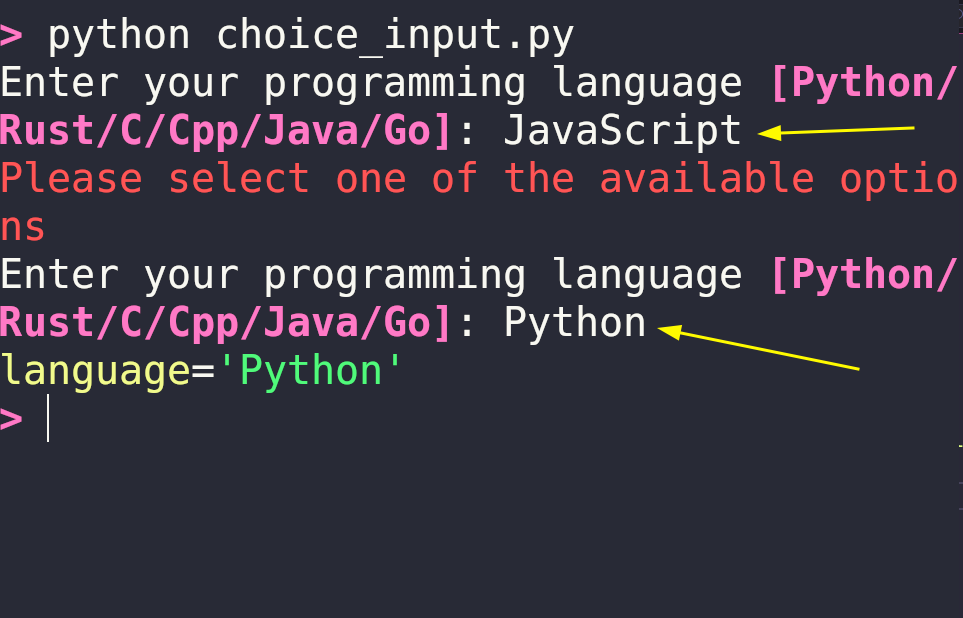 > python choice_input.py
Enter your programming language [Python/
Rust/C/Cpp/Java/Go]: JavaScript
Please select one of the available optio
ns
Enter your programming language [Python/
Rust/C/Cpp/Java/Go]: Python
language='Python'
>